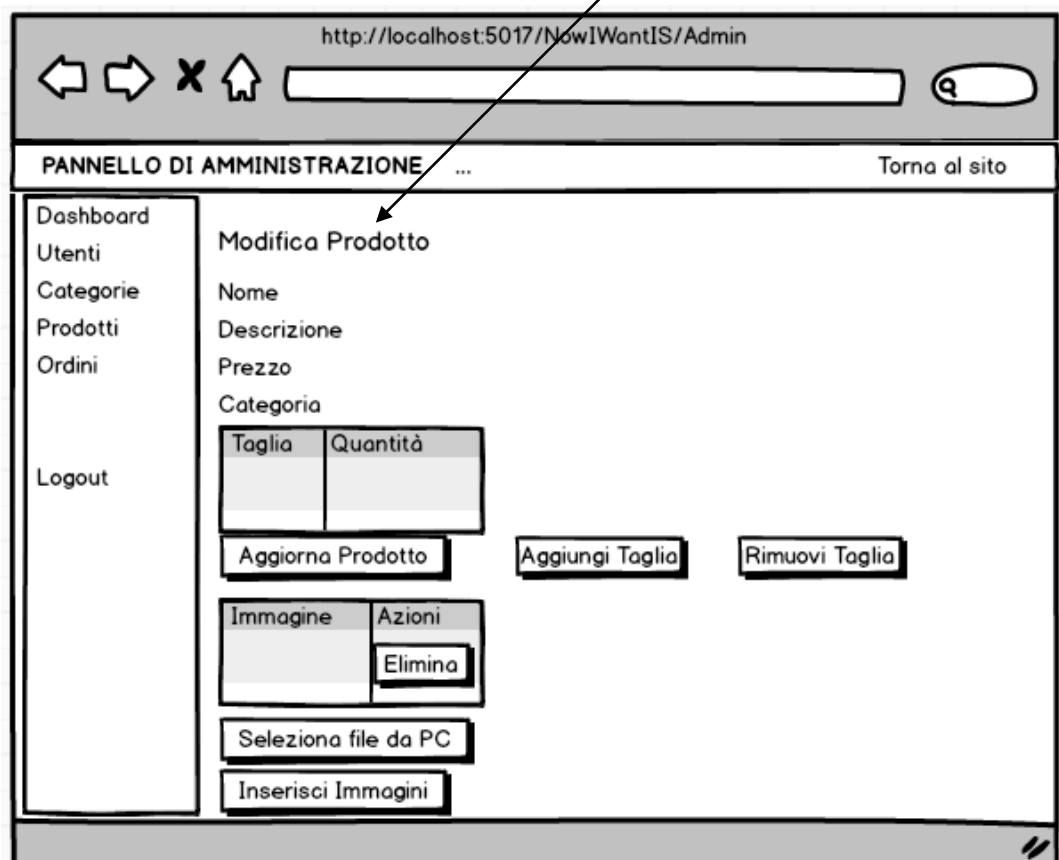 http://localhost:5017/NowIWantIS/Admin
PANNELLO DI AMMINISTRAZIONE ... Torna al sito
Dashboard
Utenti
Categorie
Prodotti
Ordini
Logout
Modifica Prodotto
Nome
Descrizione
Prezzo
Categoria
Taglia Quantità
Aggiorna Prodotto Aggiungi Taglia Rimuovi Taglia
Immagine Azioni
Elimina
Seleziona file da PC
Inserisci Immagini